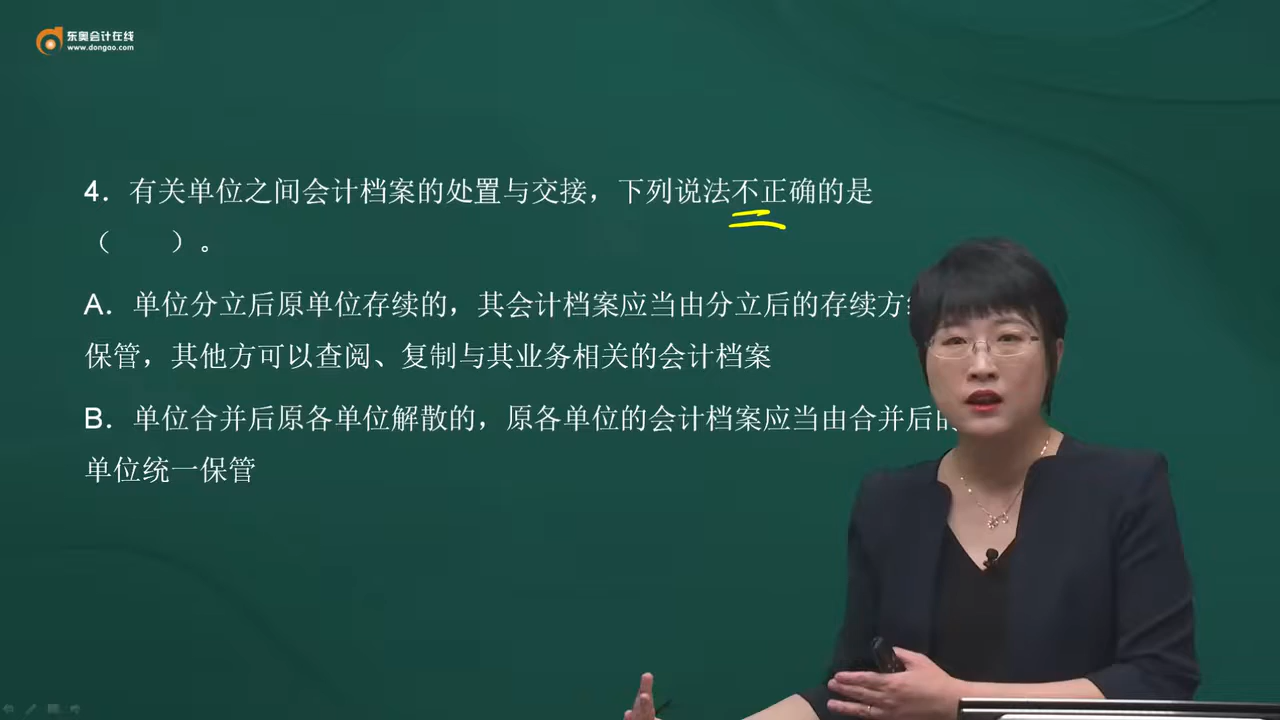 东奥会计在线
www.dongao.com
4．有关单位之间会计档案的处置与交接，下列说法不正确的是
（　　）。
A．单位分立后原单位存续的，其会计档案应当由分立后的存续方
保管，其他方可以查阅、复制与其业务相关的会计档案
B．单位合并后原各单位解散的，原各单位的会计档案应当由合并后的
单位统一保管